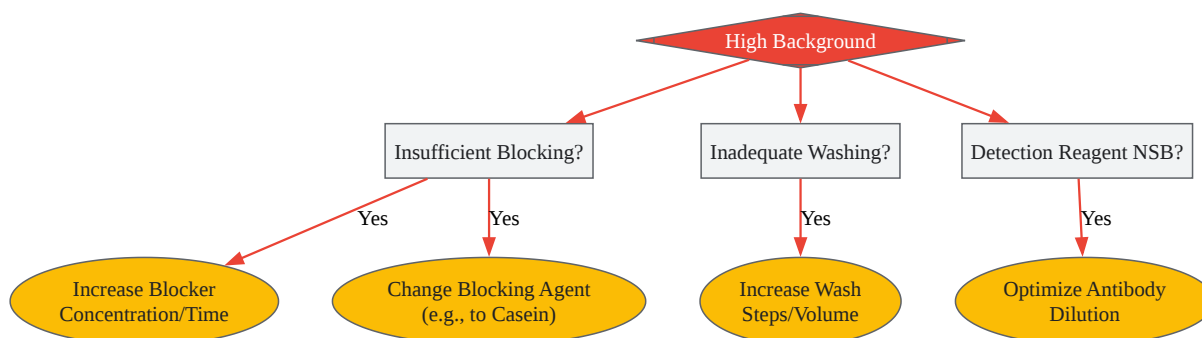 High Background
Insufficient Blocking?
Inadequate Washing?
Detection Reagent NSB?
Yes
Yes
Yes
Yes
Increase Blocker
Concentration/Time
Change Blocking Agent
(e.g., to Casein)
Increase Wash
Steps/Volume
Optimize Antibody
Dilution